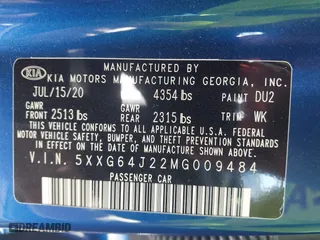 MANUFACTURED BY
KIA KIA MOTORS MANUFACTURING GEORGIA, INC.
JUL/15/20 GVWR 4354 lbs PAINT DU2
GAWR FRONT 2513 lbs GAWR REAR 2315 lbs TRIM WK
THIS VEHICLE CONFORMS TO ALL APPLICABLE FEDERAL
MOTOR VEHICLE SAFETY, BUMPER, AND THEFT PREVENTION
STANDARDS IN EFFECT ON THE DATE OF MANUFACTURE
SHOWN ABOVE.
V.I.N. 5XXG64J22MG009484
PASSENGER CAR
DREAMBID